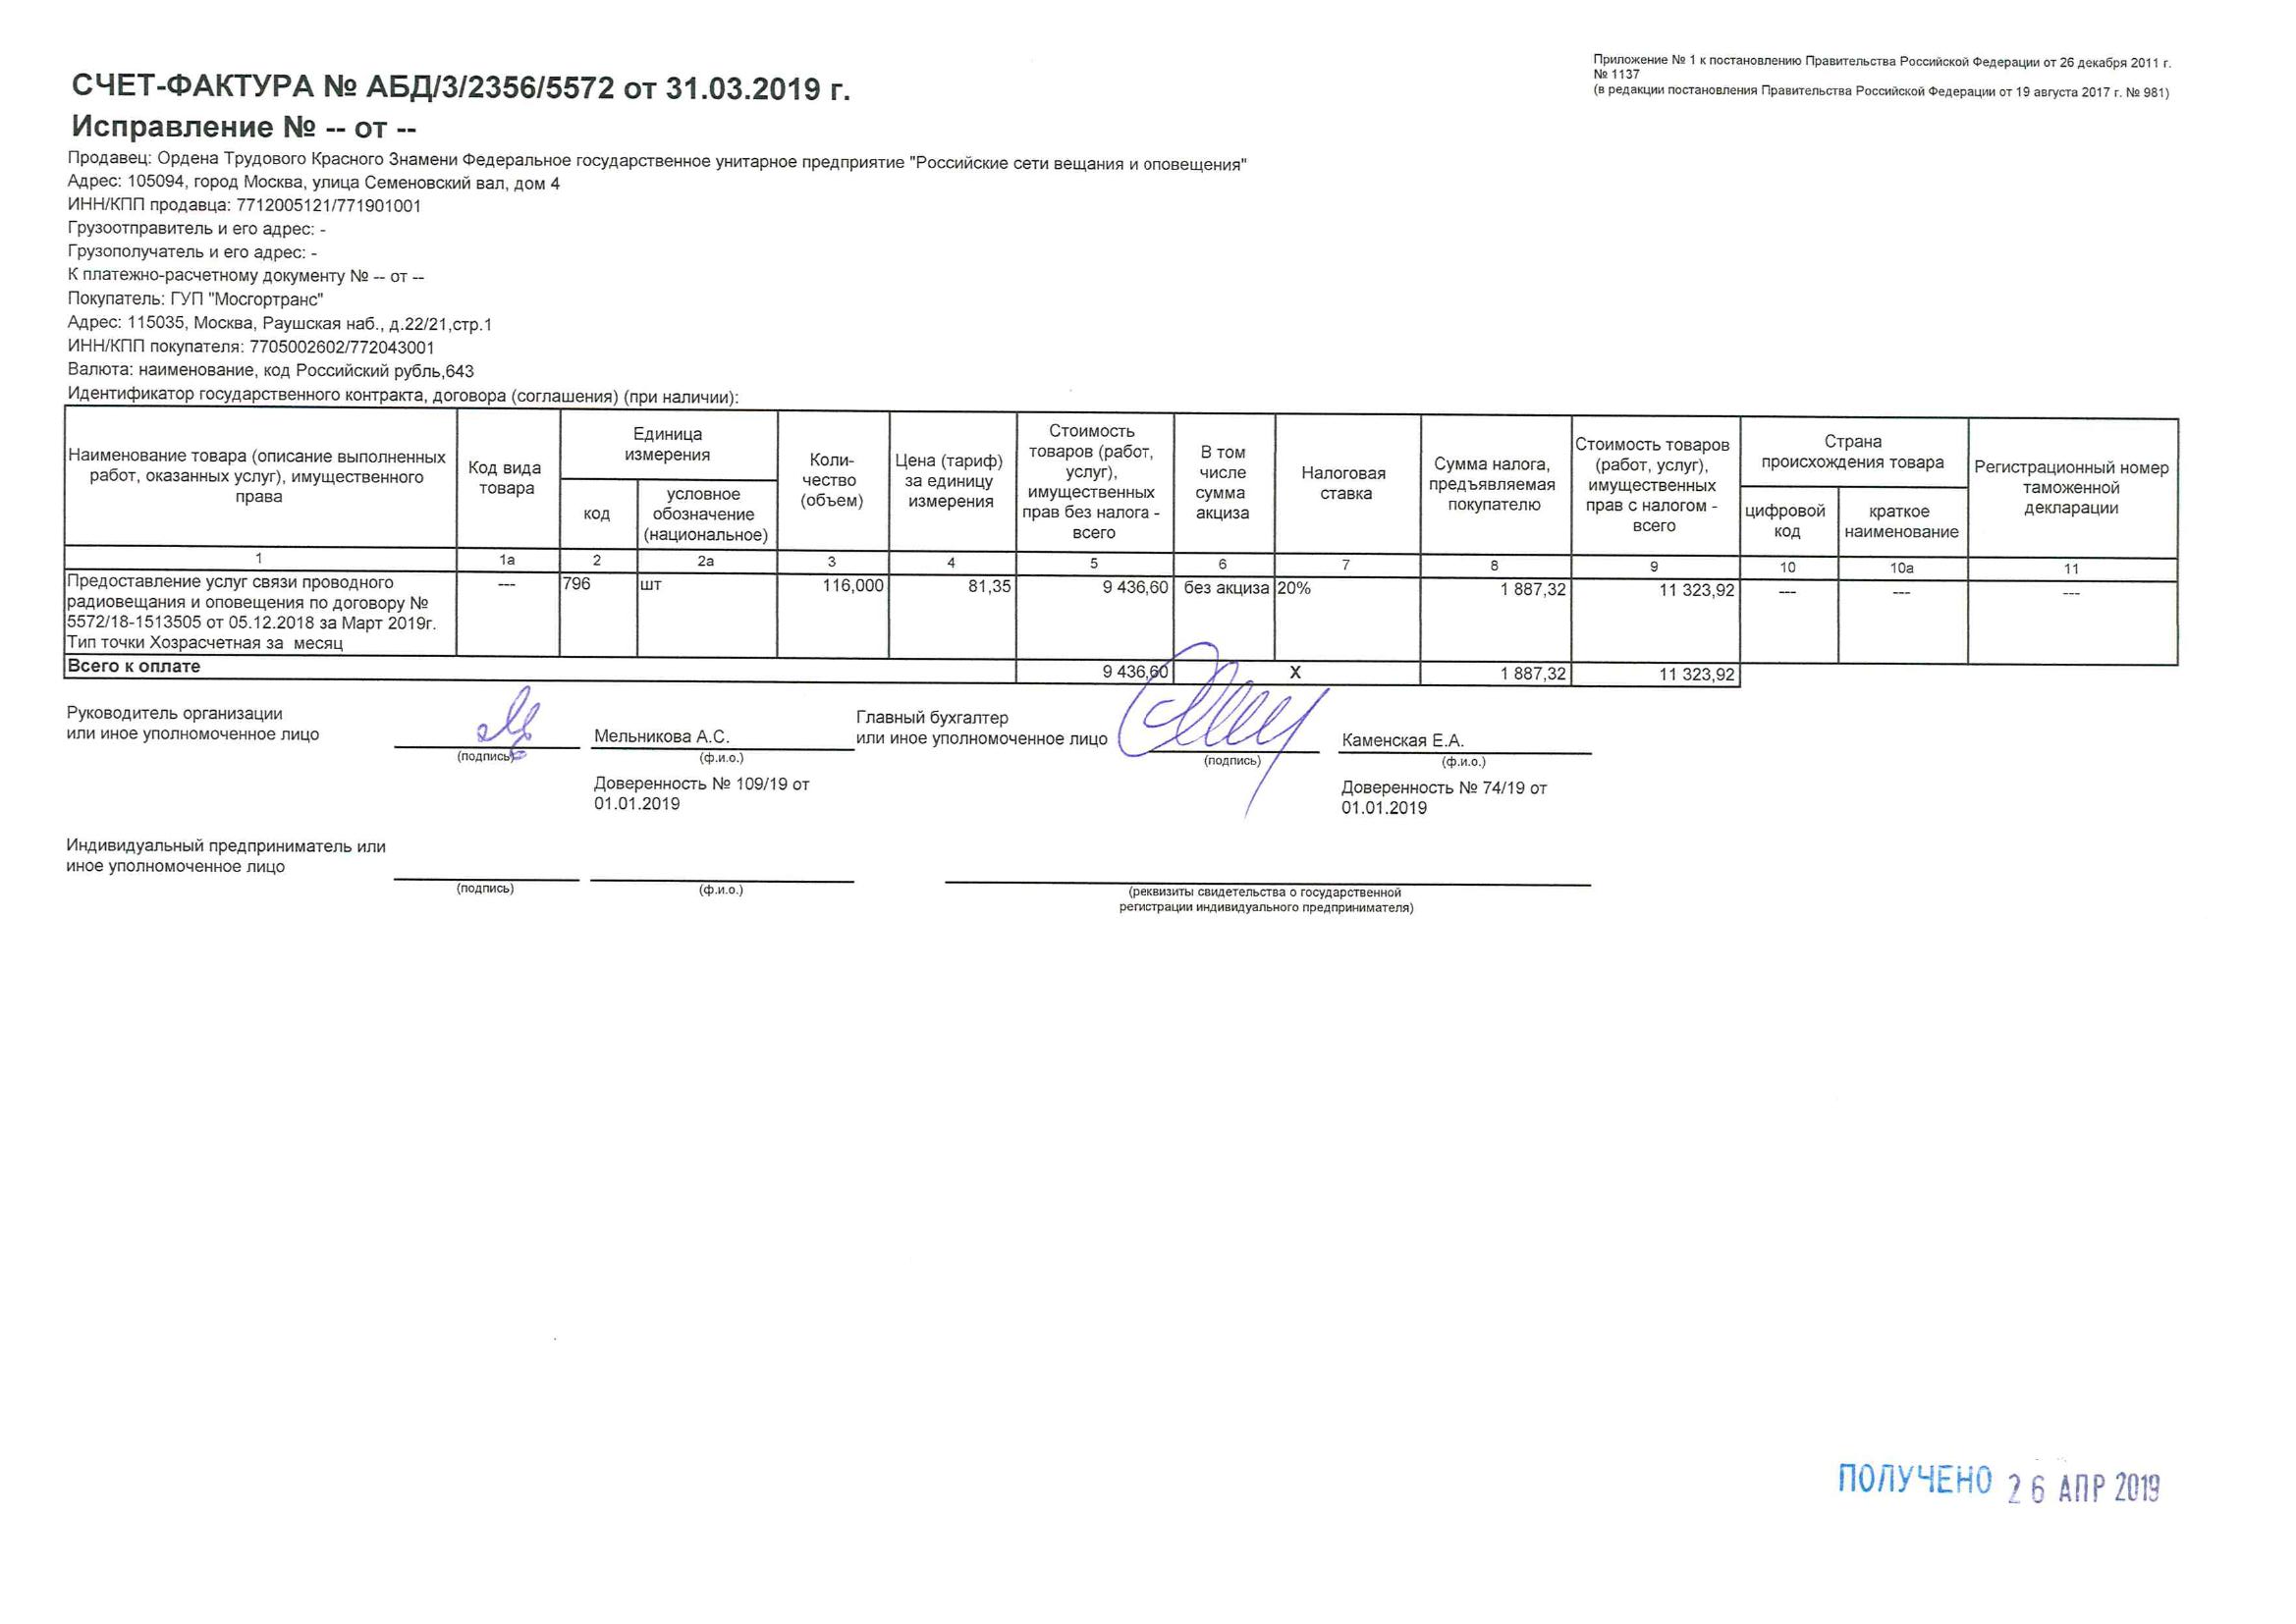 Приложение № 1 к постановлению Правительства Российской Федерации от 26 декабря 2011 г.
№ 1137
(в редакции постановления Правительства Российской Федерации от 19 августа 2017 г. № 981)
СЧЕТ-ФАКТУРА № АБД/3/2356/5572 от 31.03.2019 г.
Исправление № -- от --
Продавец: Ордена Трудового Красного Знамени Федеральное государственное унитарное предприятие "Российские сети вещания и оповещения"
Адрес: 105094, город Москва, улица Семеновский вал, дом 4
ИНН/КПП продавца: 7712005121/771901001
Грузоотправитель и его адрес: -
Грузополучатель и его адрес: -
К платежно-расчетному документу № -- от --
Покупатель: ГУП "Мосгортранс"
Адрес: 115035, Москва, Раушская наб., д.22/21,стр.1
ИНН/КПП покупателя: 7705002602/772043001
Валюта: наименование, код Российский рубль,643
Идентификатор государственного контракта, договора (соглашения) (при наличии):
Наименование товара (описание выполненных
работ, оказанных услуг), имущественного
права
Код вида
товара
Единица
измерения
код
условное
обозначение
(национальное)
Коли-
чество
(объем)
Цена (тариф)
за единицу
измерения
Стоимость
товаров (работ,
услуг),
имущественных
прав без налога -
всего
В том
числе
сумма
акциза
Налоговая
ставка
Сумма налога,
предъявляемая
покупателю
Стоимость товаров
(работ, услуг),
имущественных
прав с налогом -
всего
Страна
происхождения товара
цифровой
код
краткое
наименование
Регистрационный номер
таможенной
декларации
1 1а 2 2а 3 4 5 6 7 8 9 10 10а 11
Предоставление услуг связи проводного
радиовещания и оповещения по договору №
5572/18-1513505 от 05.12.2018 за Март 2019г.
Тип точки Хозрасчетная за месяц
--- 796 шт 116,000 81,35 9 436,60 без акциза 20% 1 887,32 11 323,92 --- --- ---
Всего к оплате 9 436,60 X 1 887,32 11 323,92
Руководитель организации
или иное уполномоченное лицо
(подпись)
Мельникова А.С.
(ф.и.о.)
Доверенность № 109/19 от
01.01.2019
Главный бухгалтер
или иное уполномоченное лицо
(подпись)
Каменская Е.А.
(ф.и.о.)
Доверенность № 74/19 от
01.01.2019
Индивидуальный предприниматель или
иное уполномоченное лицо
(подпись)
(ф.и.о.)
(реквизиты свидетельства о государственной
регистрации индивидуального предпринимателя)
ПОЛУЧЕНО 26 АПР 2019